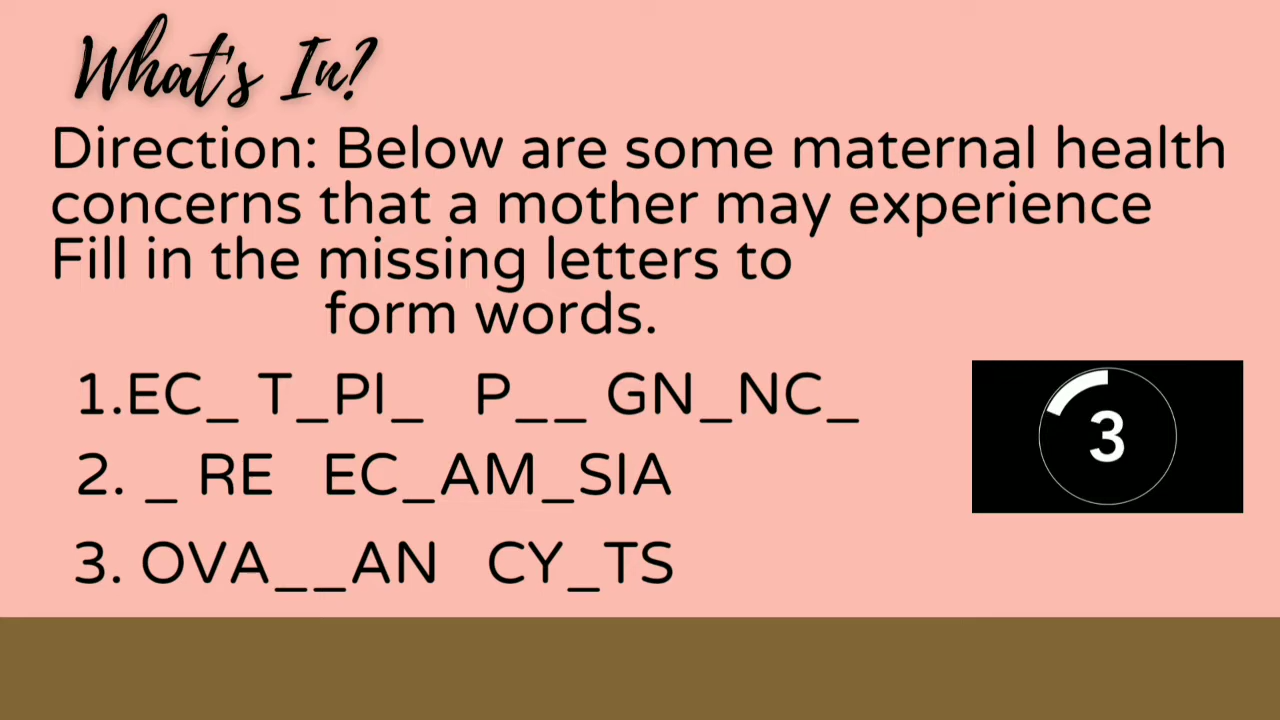 What's In?
Direction: Below are some maternal health
concerns that a mother may experience
Fill in the missing letters to
form words.
1.EC_ T_PI_ P__ GN_NC_
2. _ RE EC_AM_SIA
3. OVA__AN CY_TS
3